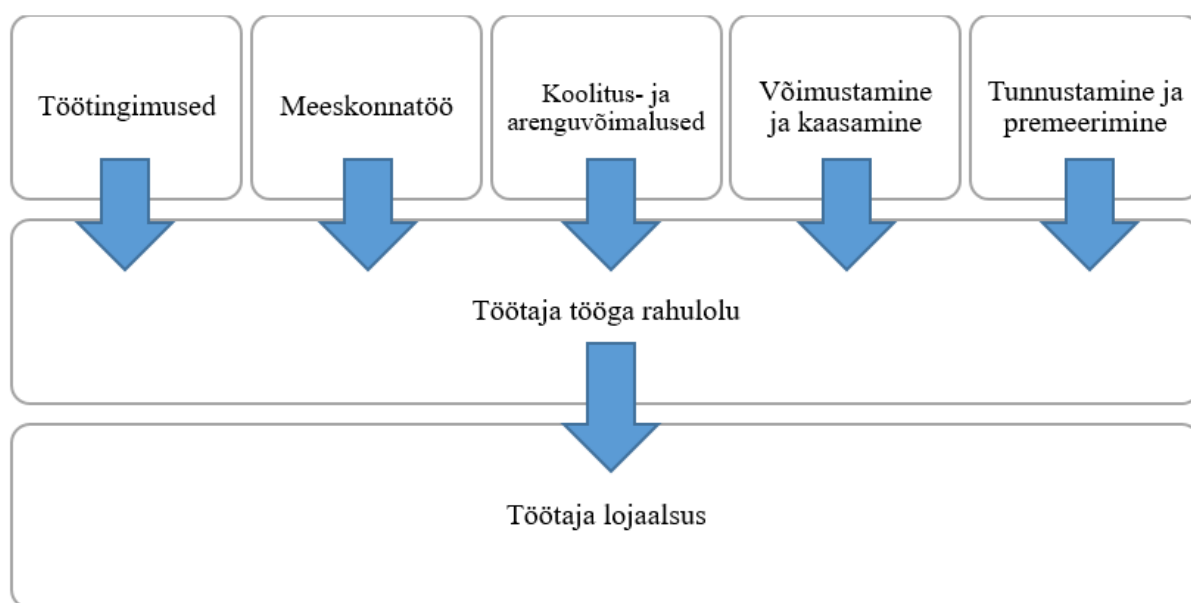 Töötingimused
Meeskonnatöö
Koolitus- ja
arenguvõimalused
Võimustamine
ja kaasamine
Tunnustamine ja
premeerimine
Töötaja tööga rahulolu
Töötaja lojaalsus